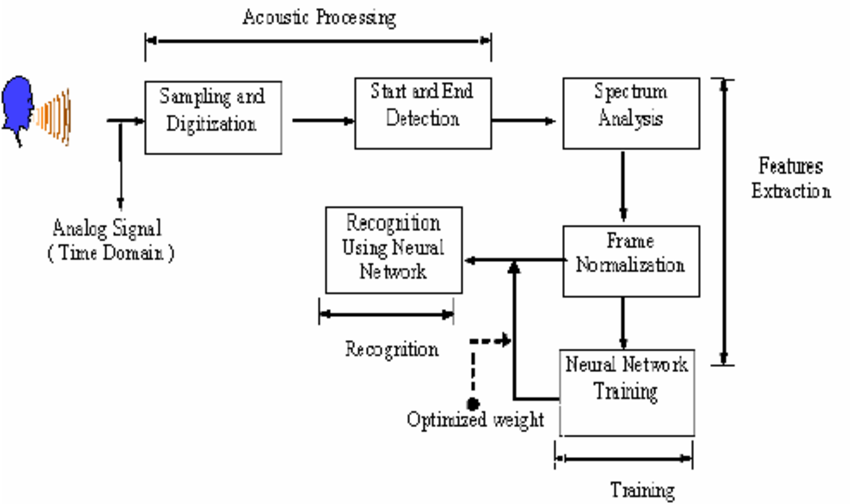 Acoustic Processing
Sampling and
Digitization
Start and End
Detection
Spectrum
Analysis
Features
Extraction
Analog Signal
( Time Domain )
Recognition
Using Neural
Network
Frame
Normalization
Recognition
Neural Network
Training
Optimized weight
Training